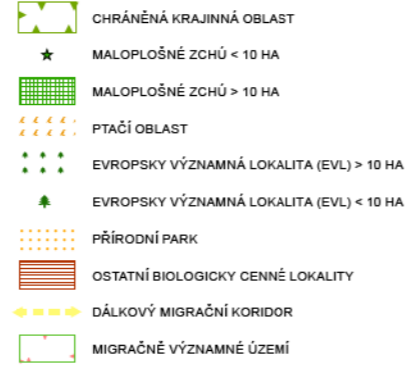 CHRÁNĚNÁ KRAJINNÁ OBLAST
MALOPLOŠNÉ ZCHÚ < 10 HA
MALOPLOŠNÉ ZCHÚ > 10 HA
PTAČÍ OBLAST
EVROPSKY VÝZNAMNÁ LOKALITA (EVL) > 10 HA
EVROPSKY VÝZNAMNÁ LOKALITA (EVL) < 10 HA
PŘÍRODNÍ PARK
OSTATNÍ BIOLOGICKY CENNÉ LOKALITY
DÁLKOVÝ MIGRAČNÍ KORIDOR
MIGRAČNĚ VÝZNAMNÉ ÚZEMÍ